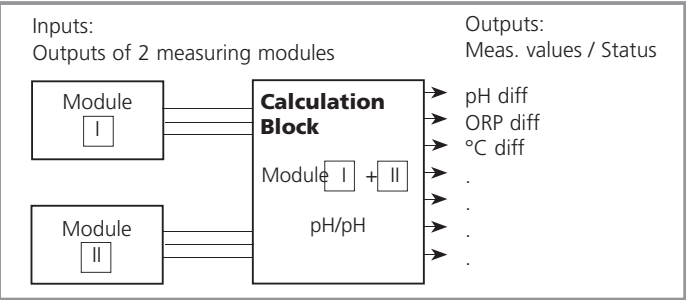 Inputs:
Outputs of 2 measuring modules
Outputs:
Meas. values / Status
Module
I
Calculation
Block
Module I + II
pH/pH
Module
II
pH diff
ORP diff
°C diff
.
.
.
.